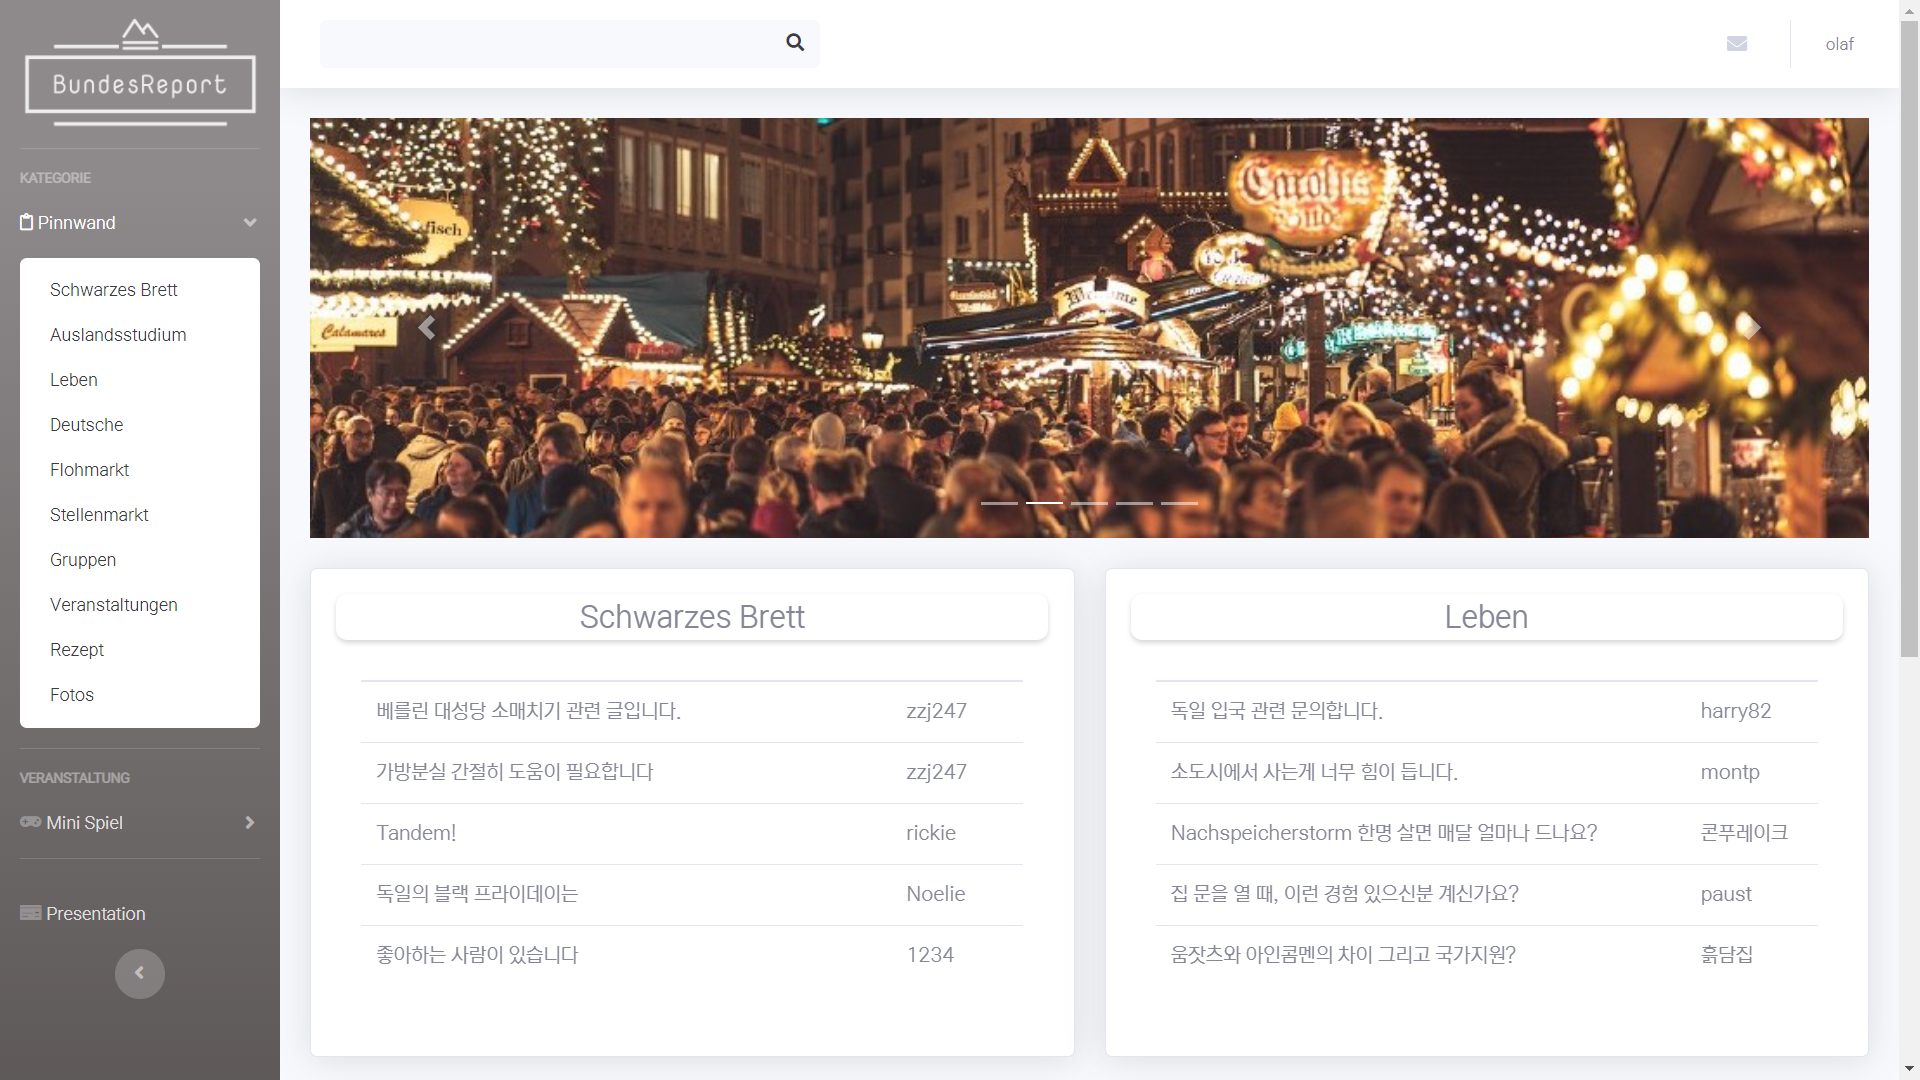 BundesReport
olaf
KATEGORIE
Pinnwand
Schwarzes Brett
Auslandsstudium
Leben
Deutsche
Flohmarkt
Stellenmarkt
Gruppen
Veranstaltungen
Rezept
Fotos
VERANSTALTUNG
Mini Spiel
Presentation
fisch
Calamares
Welcome
Schwarzes Brett
베를린 대성당 소매치기 관련 글입니다. zzj247
가방분실 간절히 도움이 필요합니다 zzj247
Tandem! rickie
독일의 블랙 프라이데이는 Noelie
좋아하는 사람이 있습니다 1234
Leben
독일 입국 관련 문의합니다. harry82
소도시에서 사는게 너무 힘이 듭니다. montp
Nachspeicherstorm 한명 살면 매달 얼마나 드나요? 콘푸레이크
집 문을 열 때, 이런 경험 있으신분 계신가요? paust
움잣츠와 아인콤멘의 차이 그리고 국가지원? 흙담집